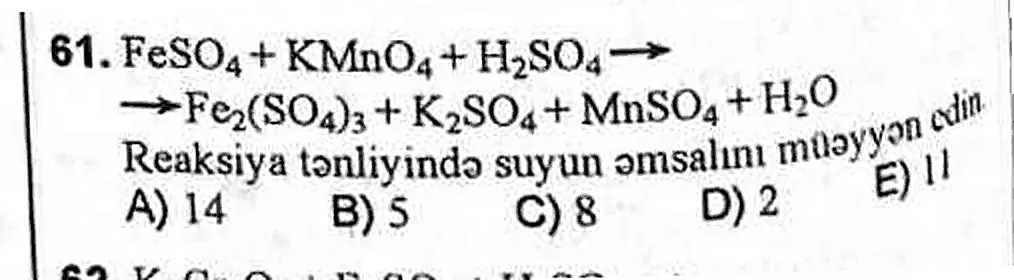 61. FeSO₄ + KMnO₄ + H₂SO₄ →
→ Fe₂(SO₄)₃ + K₂SO₄ + MnSO₄ + H₂O
Reaksiya tənliyində suyun əmsalını müəyyən edin.
A) 14 B) 5 C) 8 D) 2 E) 11